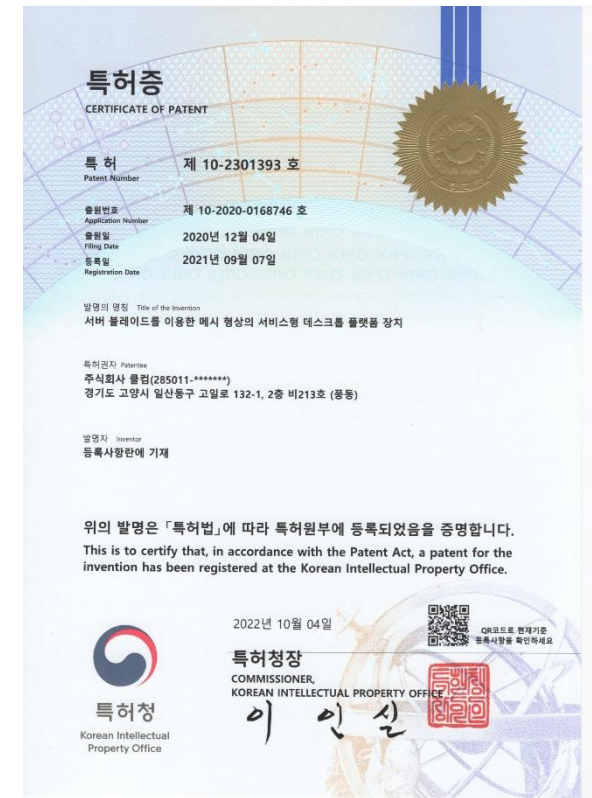 특허증
CERTIFICATE OF PATENT
특 허 제 10-2301393 호
Patent Number
출원번호 제 10-2020-0168746 호
Application Number
출원일 2020년 12월 04일
Filing Date
등록일 2021년 09월 07일
Registration Date
발명의 명칭 Title of the Invention
서버 블레이드를 이용한 메시 형상의 서비스형 데스크톱 플랫폼 장치
특허권자 Patentee
주식회사 클컴(285011-*******)
경기도 고양시 일산동구 고일로 132-1, 2층 비213호 (풍동)
발명자 Inventor
등록사항란에 기재
위의 발명은 「특허법」에 따라 특허원부에 등록되었음을 증명합니다.
This is to certify that, in accordance with the Patent Act, a patent for the
invention has been registered at the Korean Intellectual Property Office.
2022년 10월 04일
QR코드로 현재기준
등록사항을 확인하세요
특허청장
COMMISSIONER,
KOREAN INTELLECTUAL PROPERTY OFFICE
이 인 실
특허청
Korean Intellectual
Property Office